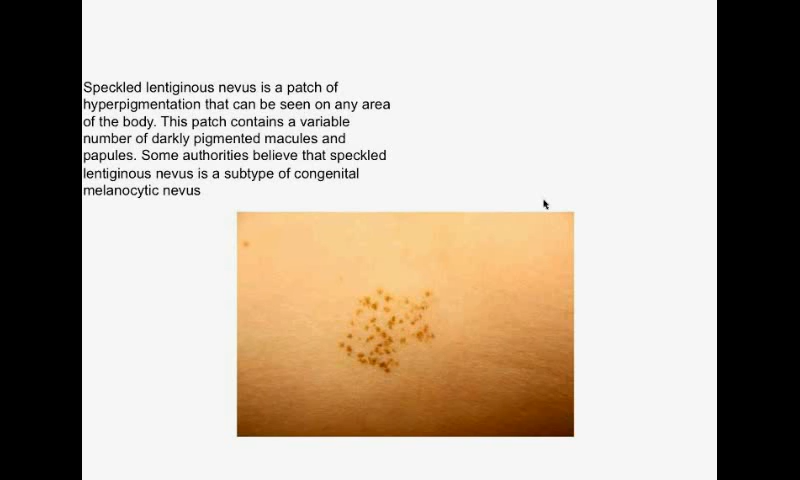 Speckled lentiginous nevus is a patch of
hyperpigmentation that can be seen on any area
of the body. This patch contains a variable
number of darkly pigmented macules and
papules. Some authorities believe that speckled
lentiginous nevus is a subtype of congenital
melanocytic nevus